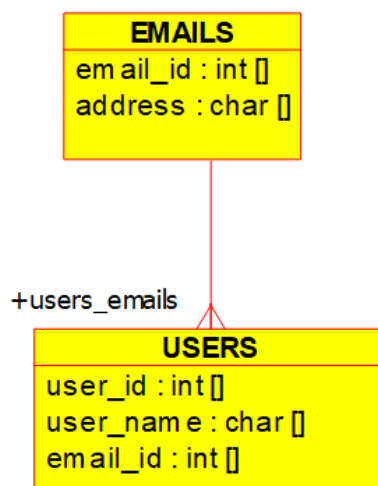 EMAILS
email_id : int []
address : char []
+users_emails
USERS
user_id : int []
user_name : char []
email_id : int []